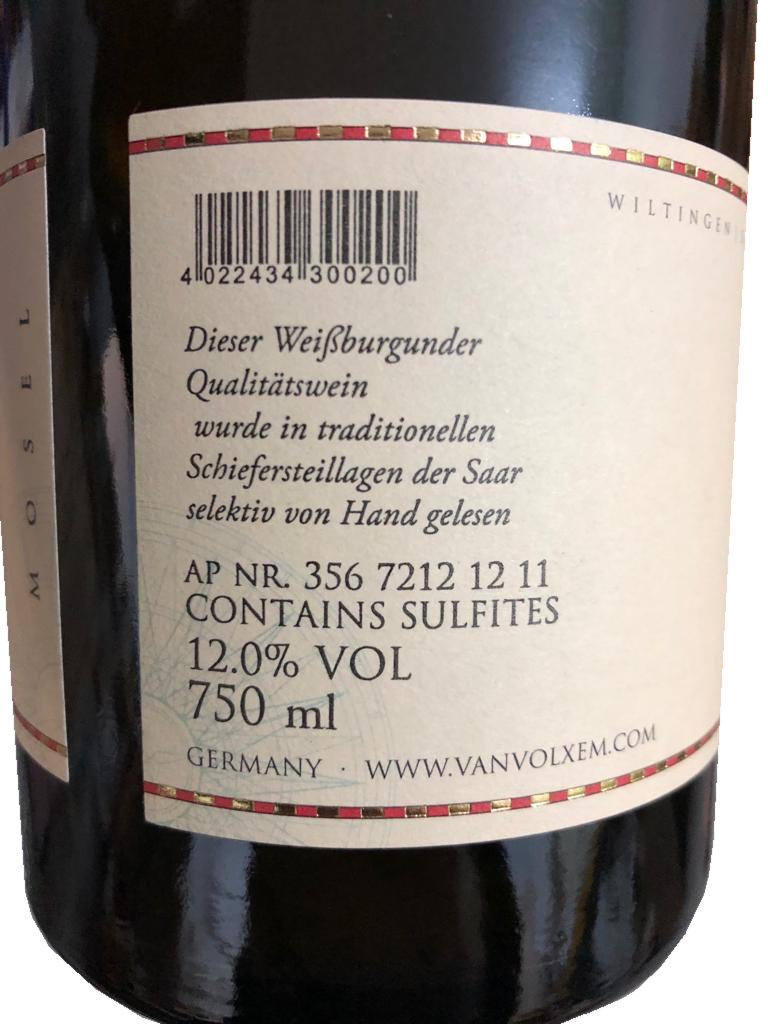 MOSEL
4 022434 300200
WILTINGEN
Dieser Weißburgunder
Qualitätswein
wurde in traditionellen
Schiefersteillagen der Saar
selektiv von Hand gelesen
AP NR. 356 7212 12 11
CONTAINS SULFITES
12.0% VOL
750 ml
GERMANY · WWW.VANVOLXEM.COM